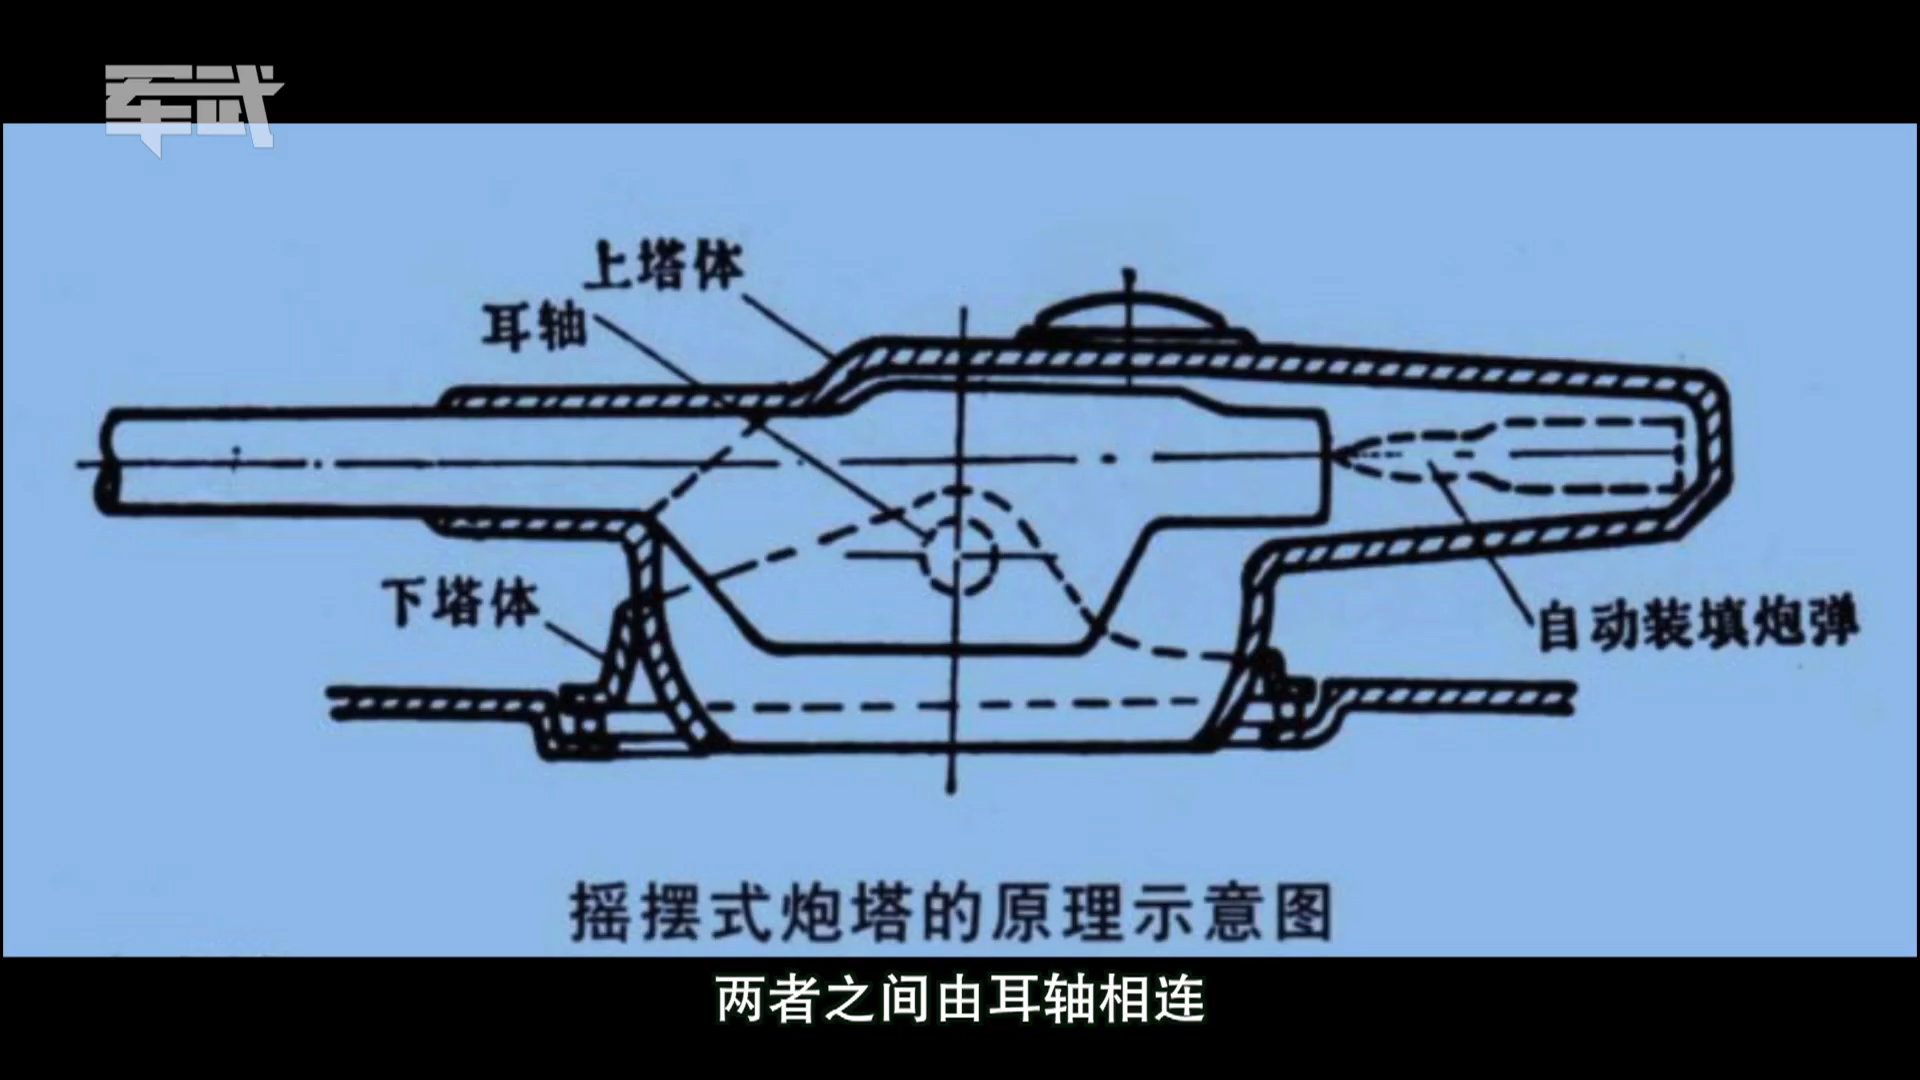 军武
上塔体
耳轴
下塔体
自动装填炮弹
摇摆式炮塔的原理示意图
两者之间由耳轴相连